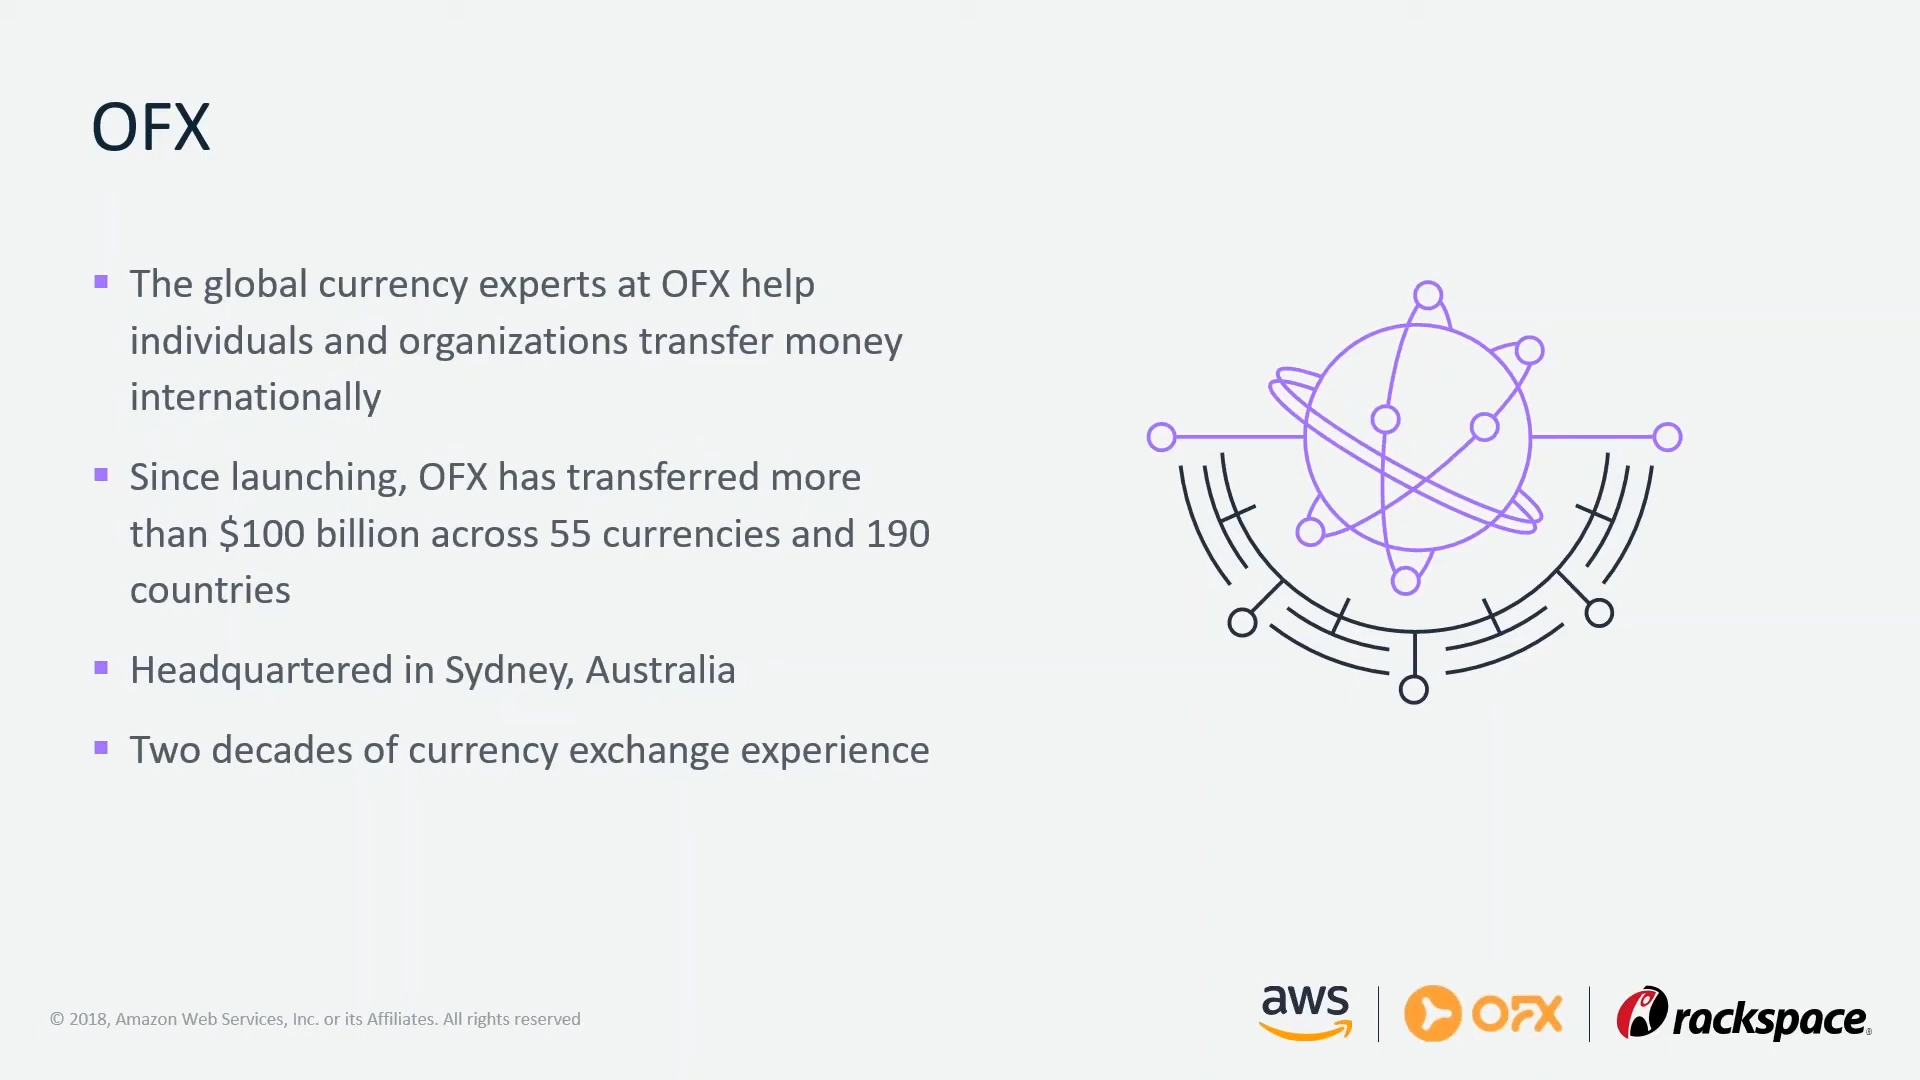 OFX
▪ The global currency experts at OFX help
individuals and organizations transfer money
internationally
▪ Since launching, OFX has transferred more
than $100 billion across 55 currencies and 190
countries
▪ Headquartered in Sydney, Australia
▪ Two decades of currency exchange experience
© 2018, Amazon Web Services, Inc. or its Affiliates. All rights reserved
aws | OFX | rackspace®